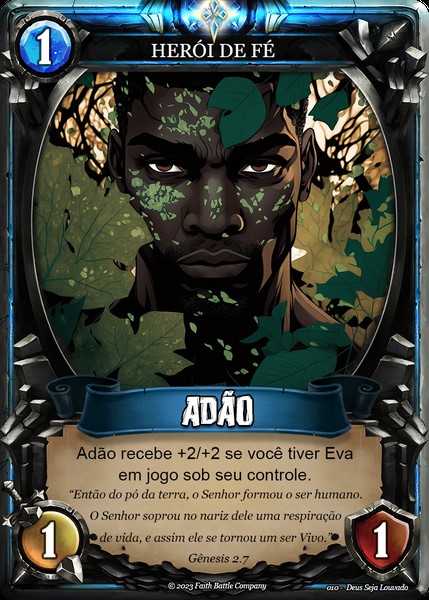 1
HERÓI DE FÉ
ADÃO
Adão recebe +2/+2 se você tiver Eva
em jogo sob seu controle.
“Então do pó da terra, o Senhor formou o ser humano.
O Senhor soprou no nariz dele uma respiração
de vida, e assim ele se tornou um ser Vivo.”
Gênesis 2.7
1
1
© 2023 Faith Battle Company
010 - Deus Seja Louvado